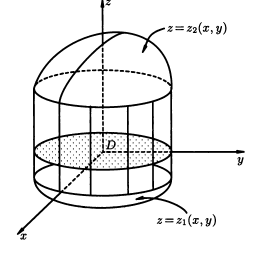 z
z = z₂(x, y)
D
y
z = z₁(x, y)
x